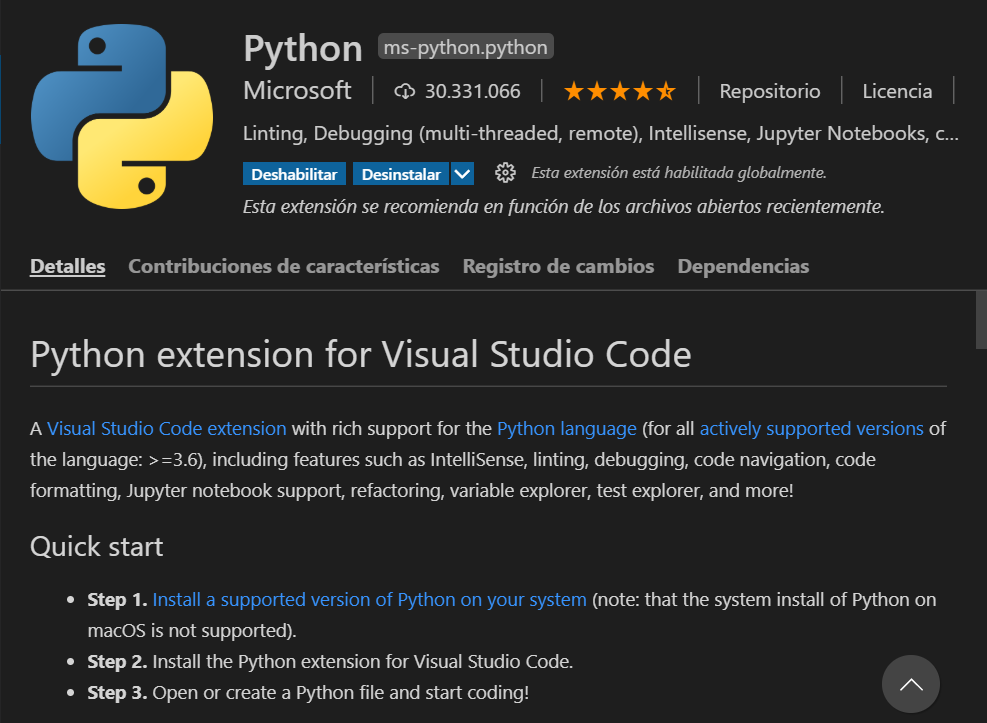 Python ms-python.python
Microsoft 30.331.066 Repositorio Licencia
Linting, Debugging (multi-threaded, remote), Intellisense, Jupyter Notebooks, c...
Deshabilitar Desinstalar Esta extensión está habilitada globalmente.
Esta extensión se recomienda en función de los archivos abiertos recientemente.
Detalles Contribuciones de características Registro de cambios Dependencias
Python extension for Visual Studio Code
A Visual Studio Code extension with rich support for the Python language (for all actively supported versions of
the language: >=3.6), including features such as IntelliSense, linting, debugging, code navigation, code
formatting, Jupyter notebook support, refactoring, variable explorer, test explorer, and more!
Quick start
• Step 1. Install a supported version of Python on your system (note: that the system install of Python on
macOS is not supported).
• Step 2. Install the Python extension for Visual Studio Code.
• Step 3. Open or create a Python file and start coding!